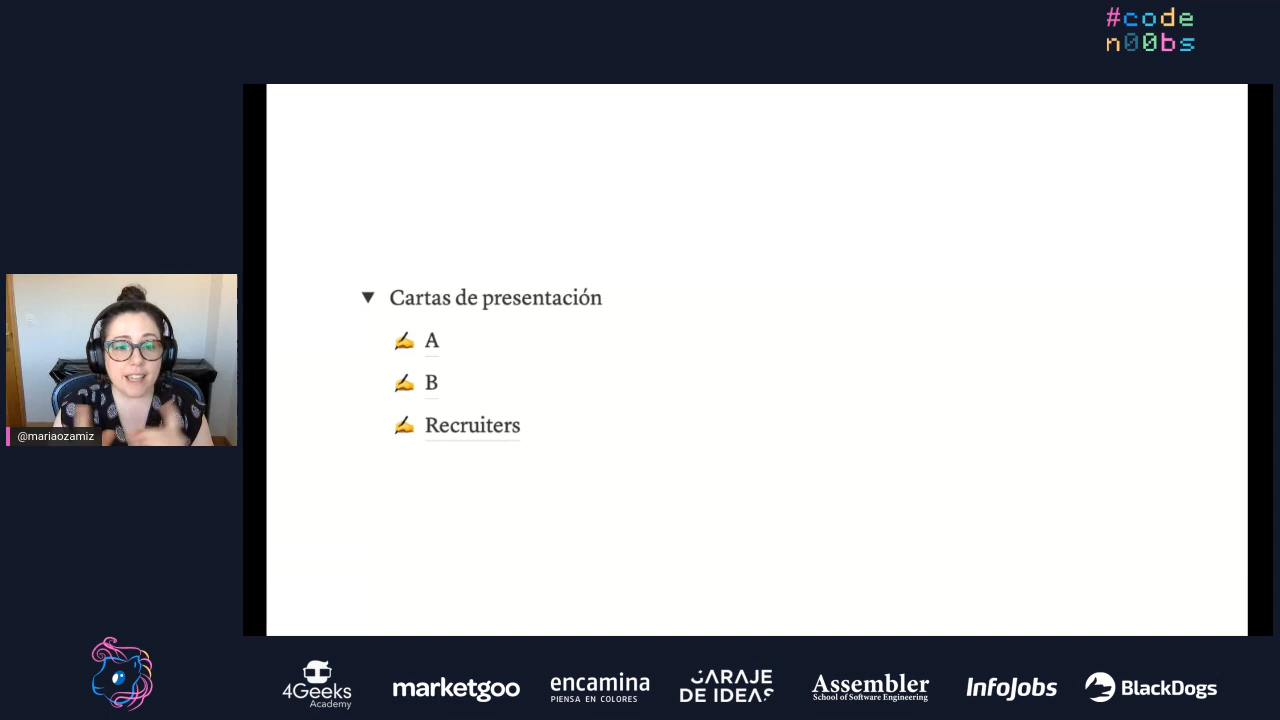 #code
n00bs
Cartas de presentación
A
B
Recruiters
@mariaozamiz
4Geeks
Academy
marketgoo
encamina
PIENSA EN COLORES
GARAJE
DE IDEAS
Assembler
School of Software Engineering
InfoJobs
BlackDogs